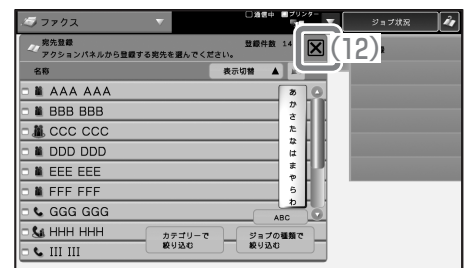 ファクス
通信中
プリンター
ジョブ状況
宛先登録
アクションパネルから登録する宛先を選んでください。
登録件数 14
(12)
名称
表示切替
AAA AAA
BBB BBB
CCC CCC
DDD DDD
EEE EEE
FFF FFF
GGG GGG
HHH HHH
III III
あ
か
さ
た
な
は
ま
や
ら
わ
ABC
カテゴリーで
絞り込む
ジョブの種類で
絞り込む